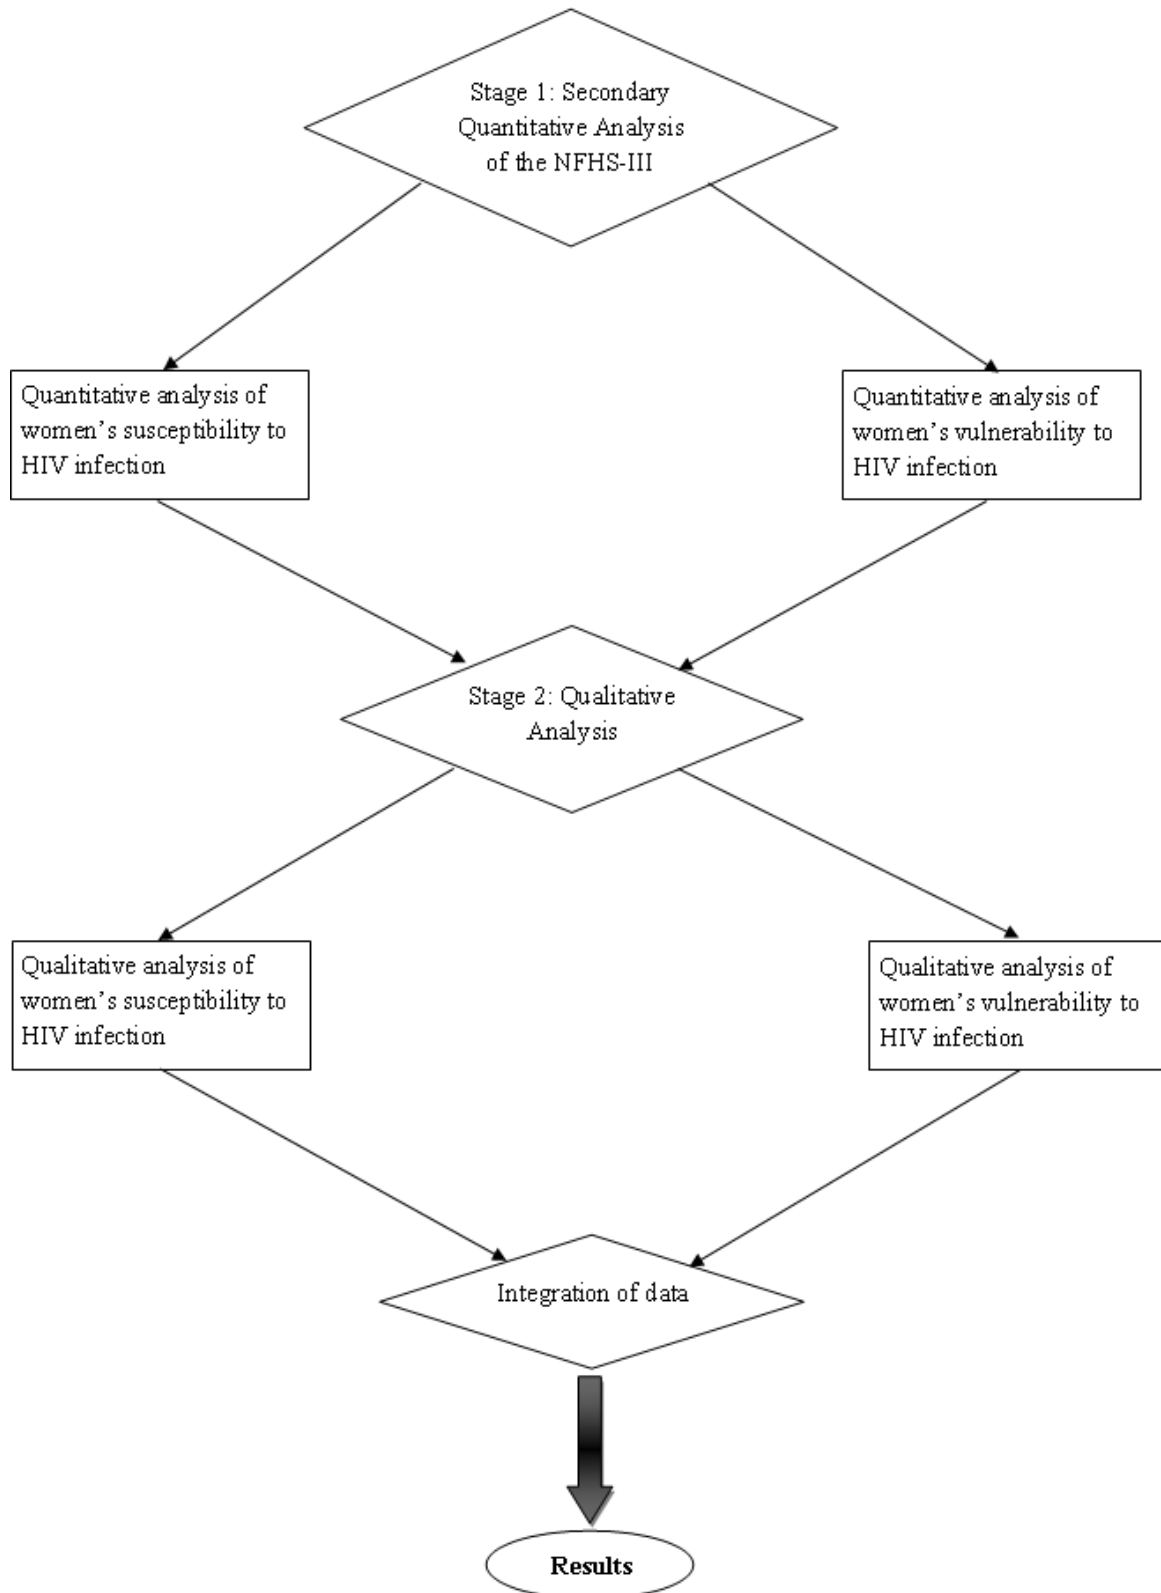 Stage 1: Secondary
Quantitative Analysis
of the NFHS-III
Quantitative analysis of
women’s susceptibility to
HIV infection
Quantitative analysis of
women’s vulnerability to
HIV infection
Stage 2: Qualitative
Analysis
Qualitative analysis of
women’s susceptibility to
HIV infection
Qualitative analysis of
women’s vulnerability to
HIV infection
Integration of data
Results